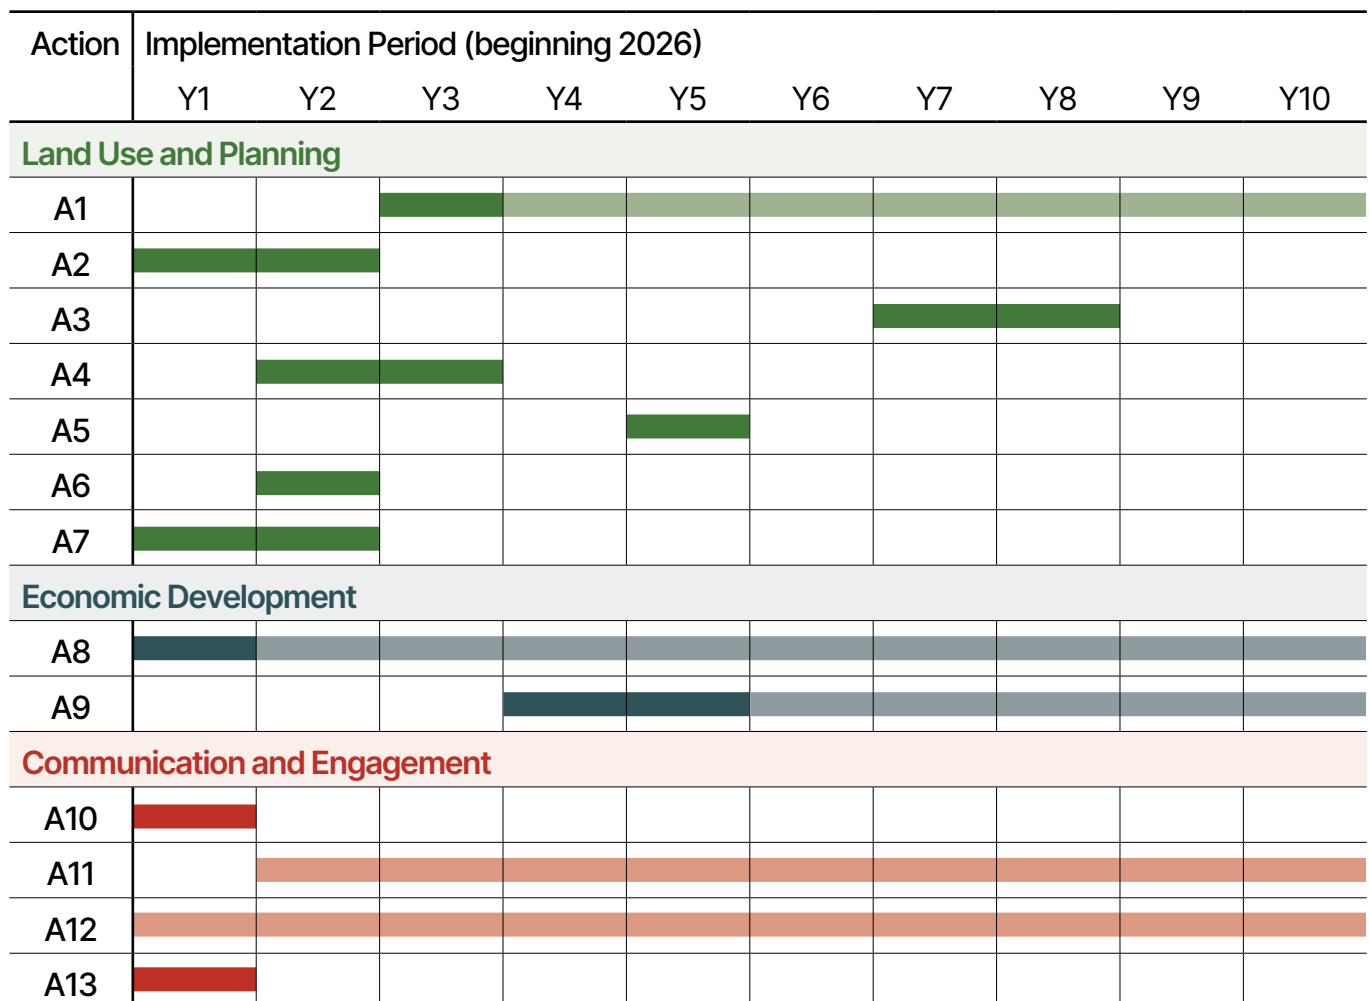 Action Implementation Period (beginning 2026)
Y1 Y2 Y3 Y4 Y5 Y6 Y7 Y8 Y9 Y10
Land Use and Planning
A1
A2
A3
A4
A5
A6
A7
Economic Development
A8
A9
Communication and Engagement
A10
A11
A12
A13